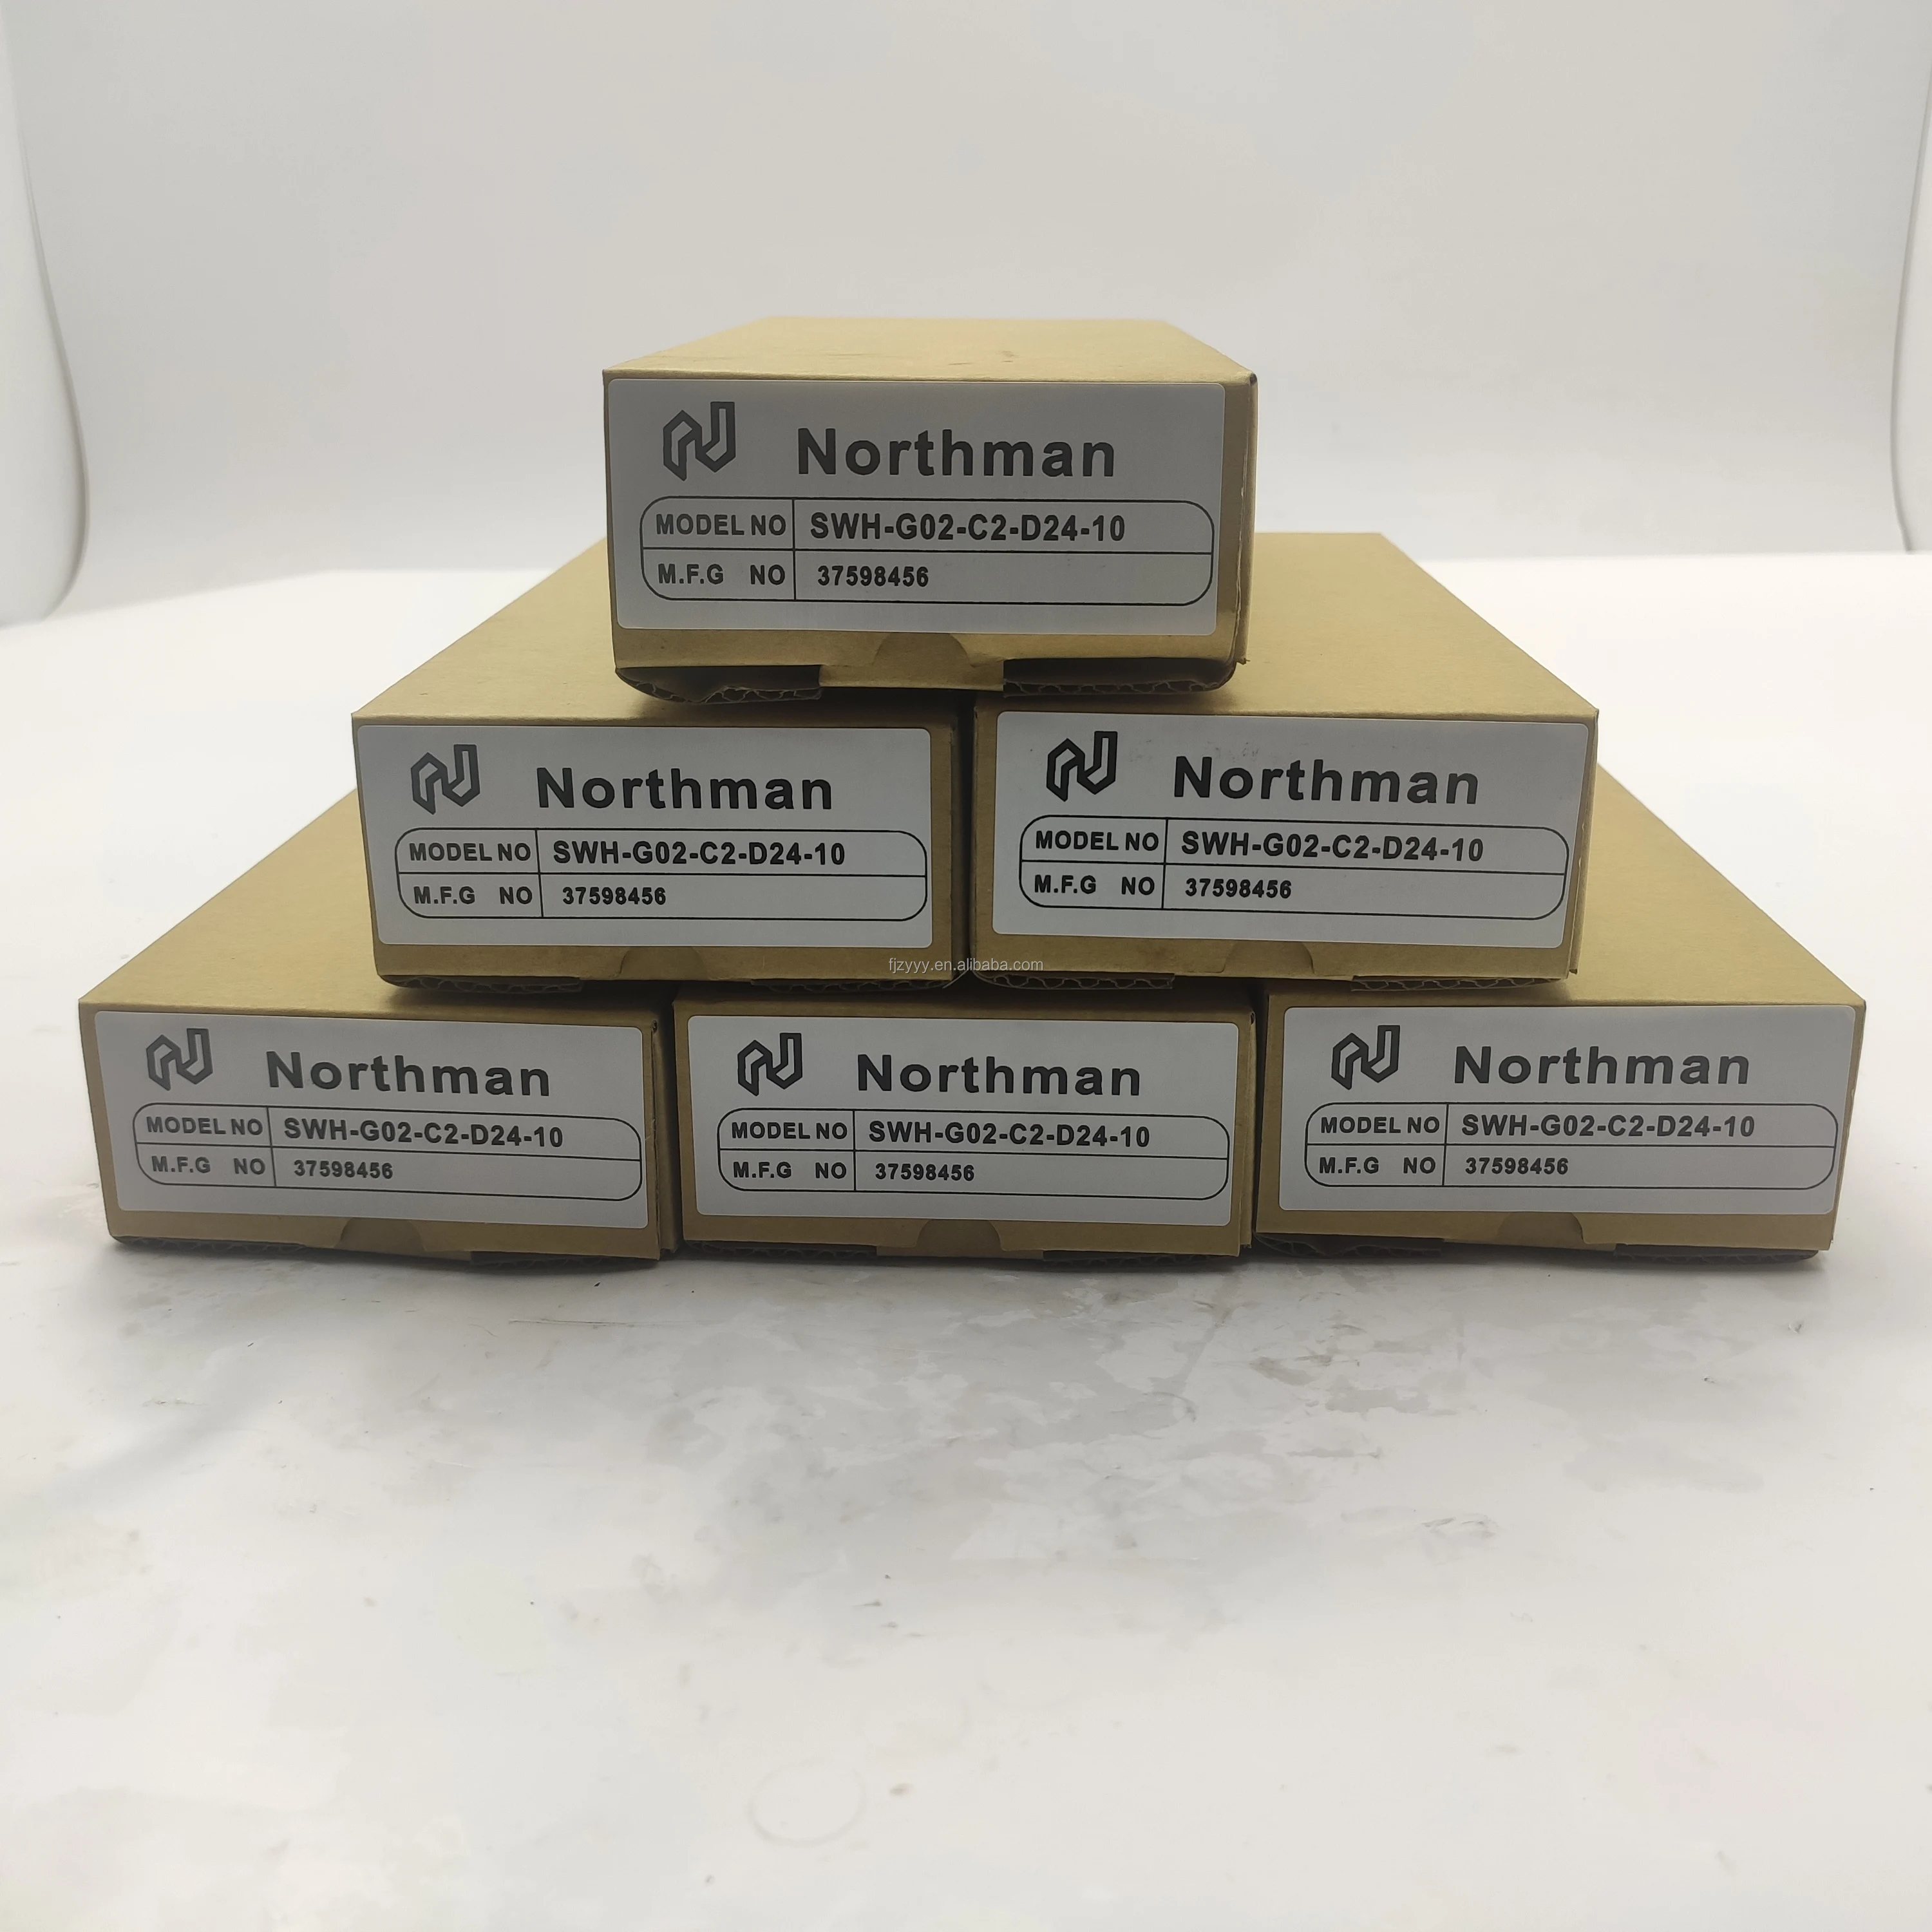 Northman
MODEL NO SWH-G02-C2-D24-10
M.F.G NO 37598456
Northman
MODEL NO SWH-G02-C2-D24-10
M.F.G NO 37598456
Northman
MODEL NO SWH-G02-C2-D24-10
M.F.G NO 37598456
fjzyyy.en.alibaba.com
Northman
MODEL NO SWH-G02-C2-D24-10
M.F.G NO 37598456
Northman
MODEL NO SWH-G02-C2-D24-10
M.F.G NO 37598456
Northman
MODEL NO SWH-G02-C2-D24-10
M.F.G NO 37598456